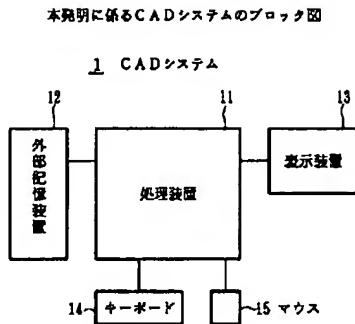 本発明に係るCADシステムのブロック図
1 CADシステム
12
11
13
外部記憶装置
処理装置
表示装置
14
キーボード
15 マウス